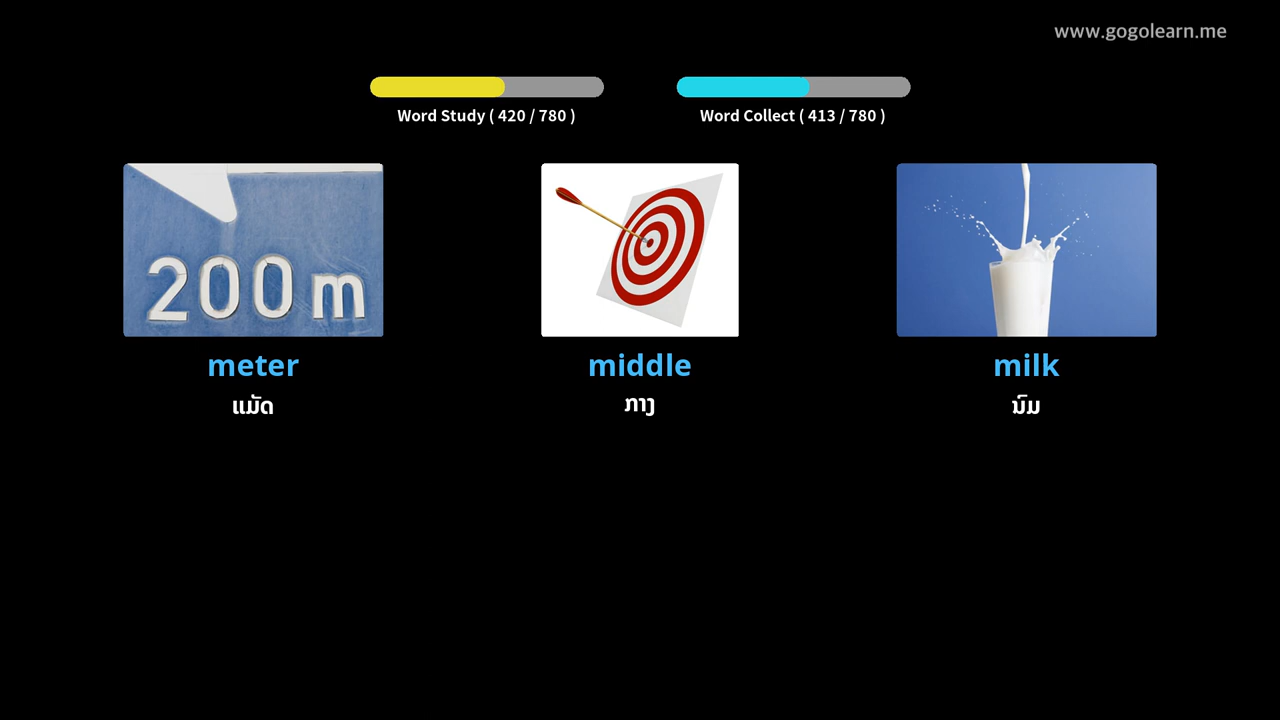 www.gogolearn.me
Word Study ( 420 / 780 )
Word Collect ( 413 / 780 )
200 m
meter
middle
milk
ແມັດ
ກາງ
ນົມ